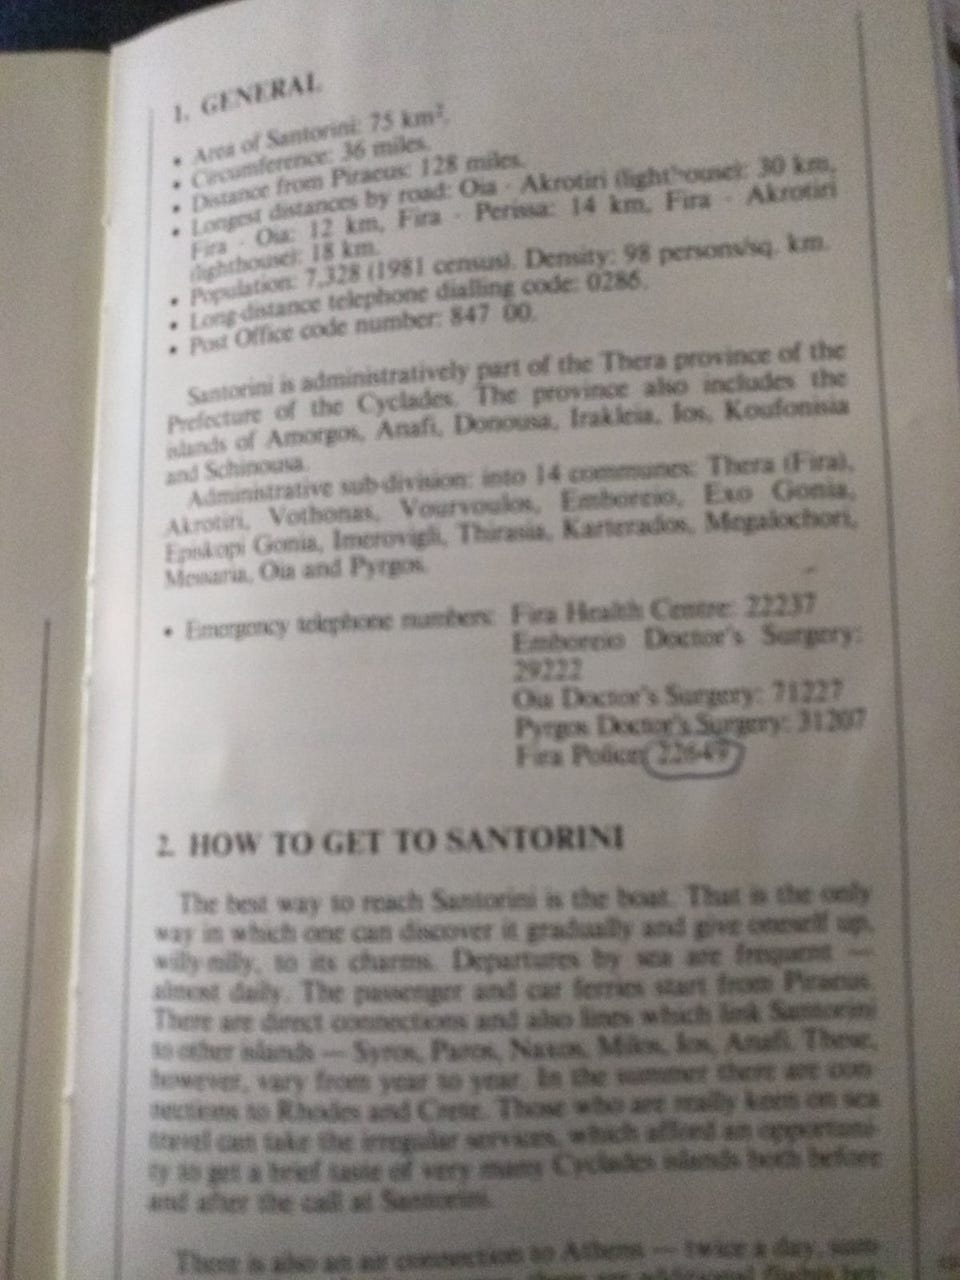 1. GENERAL
• Area of Santorini: 75 km².
• Circumference: 36 miles.
• Distance from Piraeus: 128 miles.
• Longest distances by road: Oia - Akrotiri (lighthouse): 30 km,
Fira - Oia: 12 km, Fira - Perissa: 14 km, Fira - Akrotiri
(lighthouse): 18 km.
• Population: 7,328 (1981 census). Density: 98 persons/sq. km.
• Long-distance telephone dialling code: 0286.
• Post Office code number: 847 00.
Santorini is administratively part of the Thera province of the
Prefecture of the Cyclades. The province also includes the
islands of Amorgos, Anafi, Donousa, Irakleia, Ios, Koufonisia
and Schinousa.
Administrative sub-division: into 14 communes: Thera (Fira),
Akrotiri, Vothonas, Vourvoulos, Emboreio, Exo Gonia,
Episkopi Gonia, Imerovigli, Thirasia, Karterados, Megalochori,
Messaria, Oia and Pyrgos.
• Emergency telephone numbers: Fira Health Centre: 22237
Emboreio Doctor's Surgery:
29222
Oia Doctor's Surgery: 71227
Pyrgos Doctor's Surgery: 31207
Fira Police: 22649
2. HOW TO GET TO SANTORINI
The best way to reach Santorini is the boat. That is the only
way in which one can discover it gradually and give oneself up,
willy-nilly, to its charms. Departures by sea are frequent —
almost daily. The passenger and car ferries start from Piraeus.
There are direct connections and also lines which link Santorini
to other islands — Syros, Paros, Naxos, Milos, Ios, Anafi. These,
however, vary from year to year. In the summer there are con-
nections to Rhodes and Crete. Those who are really keen on sea
travel can take the irregular services, which afford an opportuni-
ty to get a brief taste of very many Cyclades islands both before
and after the call at Santorini.
There is also an air connection to Athens — twice a day, sum-